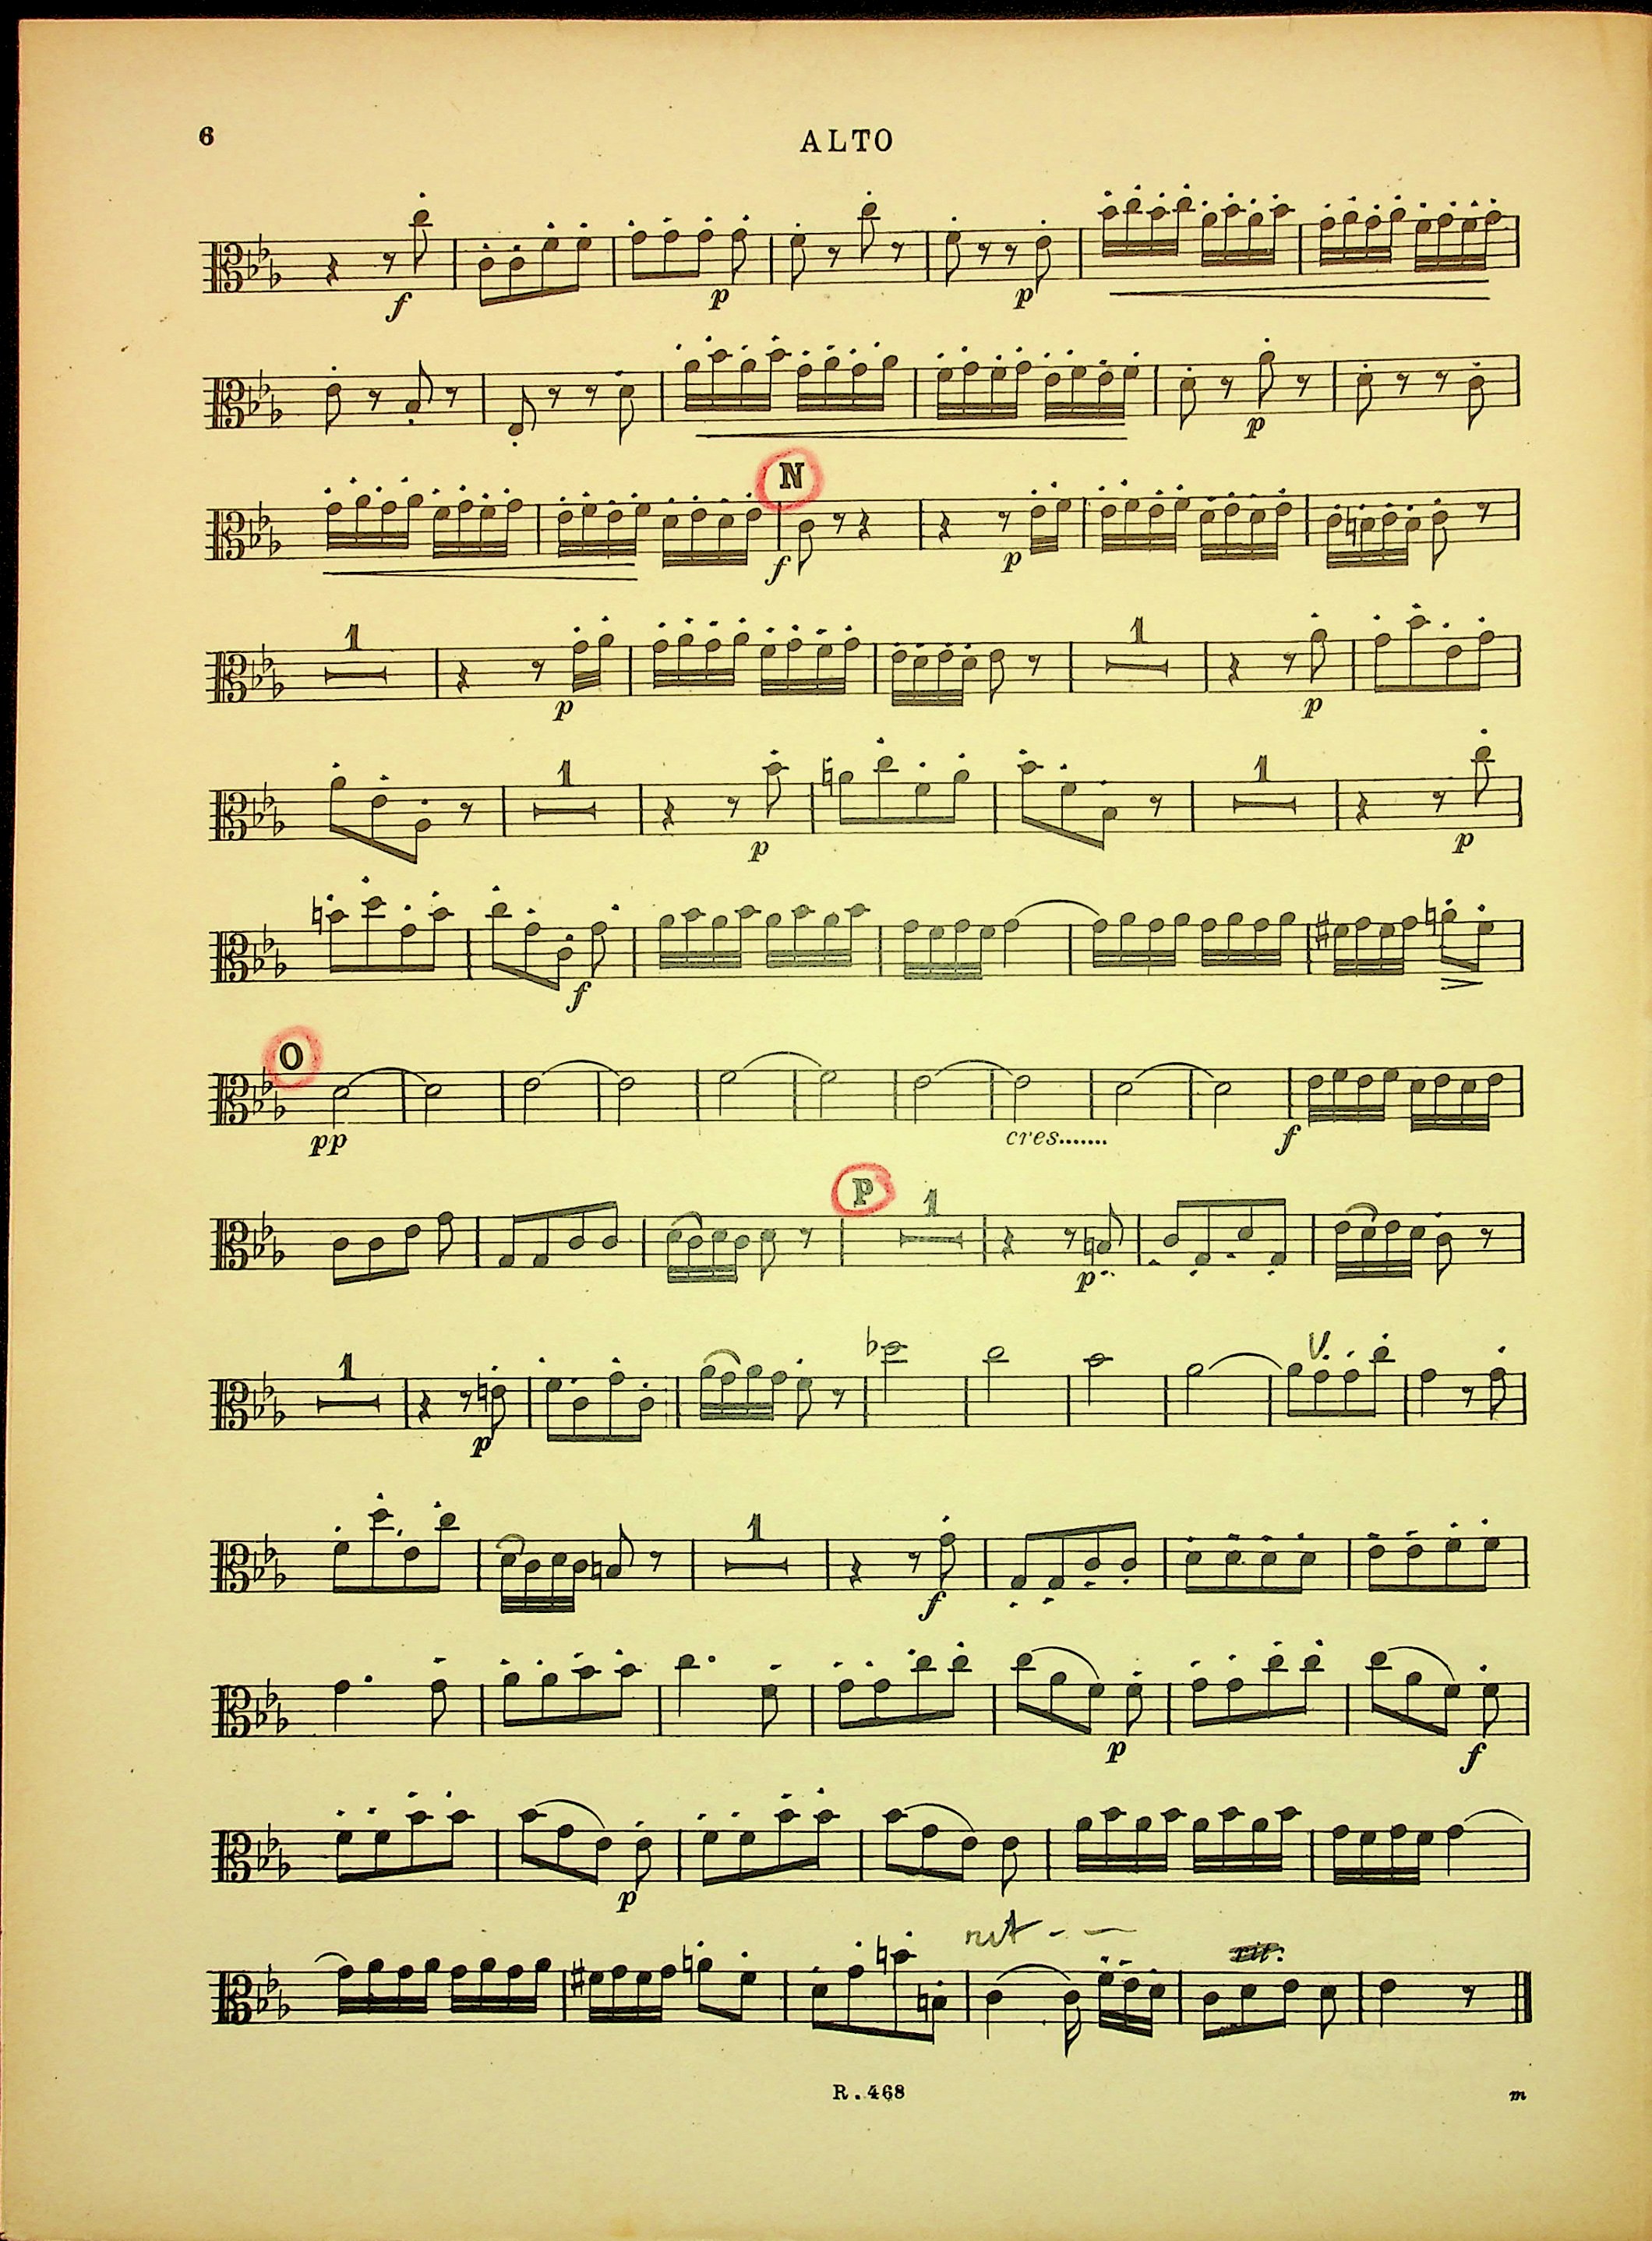 6
ALTO
f p p
p
N
f p
1 1
p p
1 1
p p
f
O
pp cres....... f
P 1
p
1 V
p
1
f
p f
p
rit - -
rit.
R. 468 m